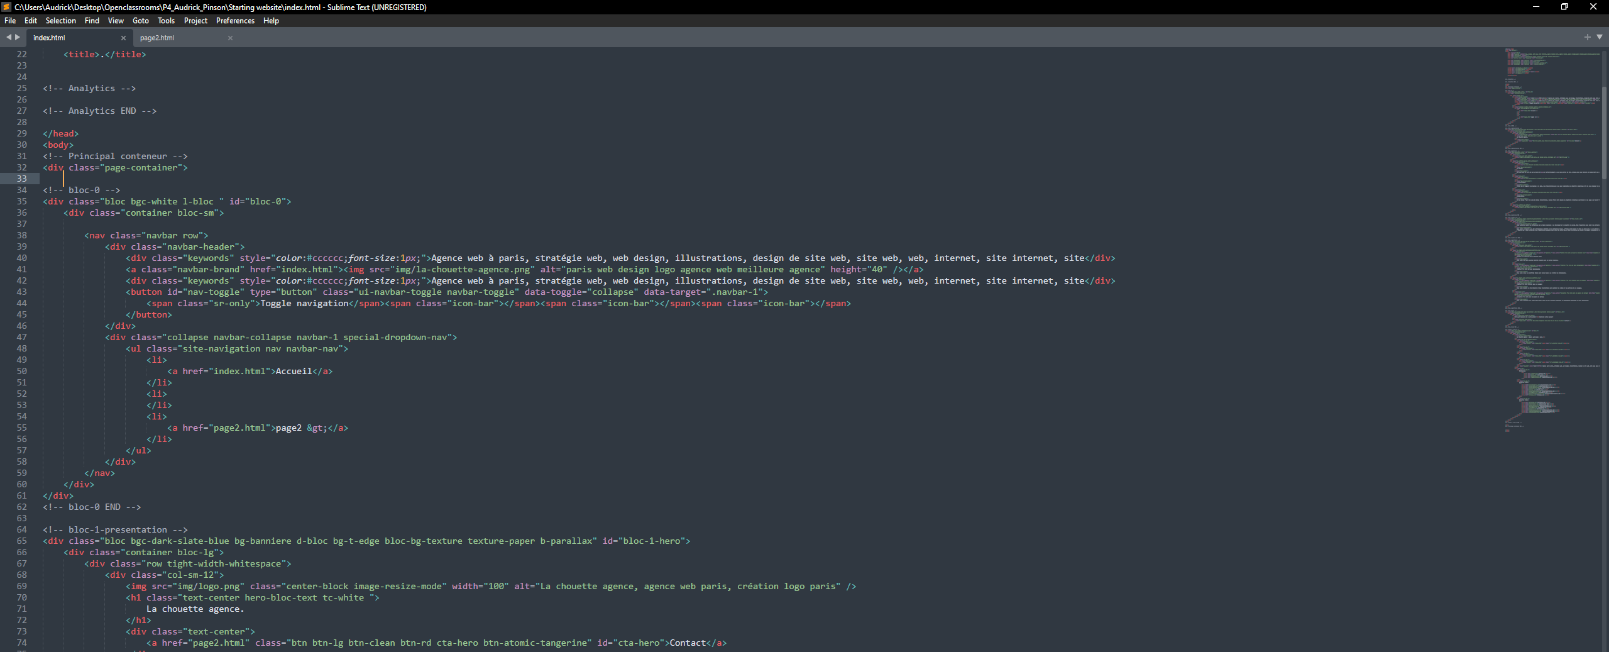 C:\Users\Audrick\Desktop\Openclassrooms\P4_Audrick_Pinson\Starting website\index.html - Sublime Text (UNREGISTERED)
File Edit Selection Find View Goto Tools Project Preferences Help
index.html × page2.html ×
22 <title>.</title>
23
24
25 <!-- Analytics -->
26
27 <!-- Analytics END -->
28
29 </head>
30 <body>
31 <!-- Principal conteneur -->
32 <div class="page-container">
33
34 <!-- bloc-0 -->
35 <div class="bloc bgc-white l-bloc " id="bloc-0">
36 <div class="container bloc-sm">
37
38 <nav class="navbar row">
39 <div class="navbar-header">
40 <div class="keywords" style="color:#cccccc;font-size:1px;">Agence web à paris, stratégie web, web design, illustrations, design de site web, site web, web, internet, site internet, site</div>
41 <a class="navbar-brand" href="index.html"><img src="img/la-chouette-agence.png" alt="paris web design logo agence web meilleure agence" height="40" /></a>
42 <div class="keywords" style="color:#cccccc;font-size:1px;">Agence web à paris, stratégie web, web design, illustrations, design de site web, site web, web, internet, site internet, site</div>
43 <button id="nav-toggle" type="button" class="ui-navbar-toggle navbar-toggle" data-toggle="collapse" data-target=".navbar-1">
44 <span class="sr-only">Toggle navigation</span><span class="icon-bar"></span><span class="icon-bar"></span><span class="icon-bar"></span>
45 </button>
46 </div>
47 <div class="collapse navbar-collapse navbar-1 special-dropdown-nav">
48 <ul class="site-navigation nav navbar-nav">
49 <li>
50 <a href="index.html">Accueil</a>
51 </li>
52 <li>
53 </li>
54 <li>
55 <a href="page2.html">page2 &gt;</a>
56 </li>
57 </ul>
58 </div>
59 </nav>
60 </div>
61 </div>
62 <!-- bloc-0 END -->
63
64 <!-- bloc-1-presentation -->
65 <div class="bloc bgc-dark-slate-blue bg-banniere d-bloc bg-t-edge bloc-bg-texture texture-paper b-parallax" id="bloc-1-hero">
66 <div class="container bloc-lg">
67 <div class="row tight-width-whitespace">
68 <div class="col-sm-12">
69 <img src="img/logo.png" class="center-block image-resize-mode" width="100" alt="La chouette agence, agence web paris, création logo paris" />
70 <h1 class="text-center hero-bloc-text tc-white ">
71 La chouette agence.
72 </h1>
73 <div class="text-center">
74 <a href="page2.html" class="btn btn-lg btn-clean btn-rd cta-hero btn-atomic-tangerine" id="cta-hero">Contact</a>